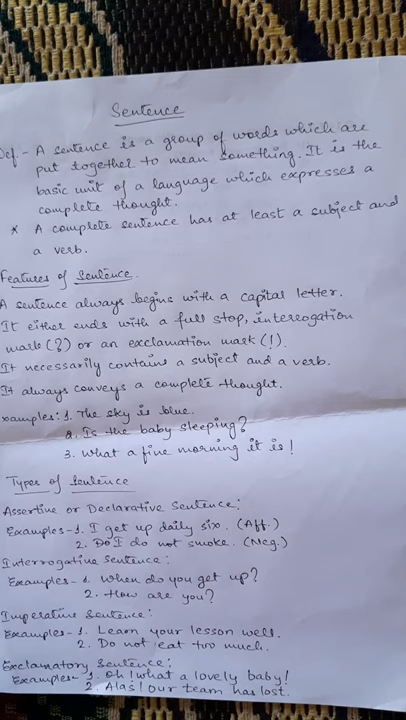 Sentence
Def.- A sentence is a group of words which are
put together to mean something. It is the
basic unit of a language which expresses a
complete thought.
* A complete sentence has at least a subject and
a verb.
Features of Sentence.
A sentence always begins with a capital letter.
It either ends with a full stop, interrogation
mark (?) or an exclamation mark (!).
It necessarily contains a subject and a verb.
It always conveys a complete thought.
xamples: 1. The sky is blue.
2. Is the baby sleeping?
3. What a fine morning it is!
Types of Sentence
Assertive or Declarative Sentence:
Examples - 1. I get up daily six. (Aff.)
2. Do I do not smoke. (Neg.)
Interrogative Sentence:
Examples - 1. When do you get up?
2. How are you?
Imperative Sentence:
Examples - 1. Learn your lesson well.
2. Do not eat too much.
Exclamatory Sentence:
Examples - 1. Oh! what a lovely baby!
2. Alas! Our team has lost.